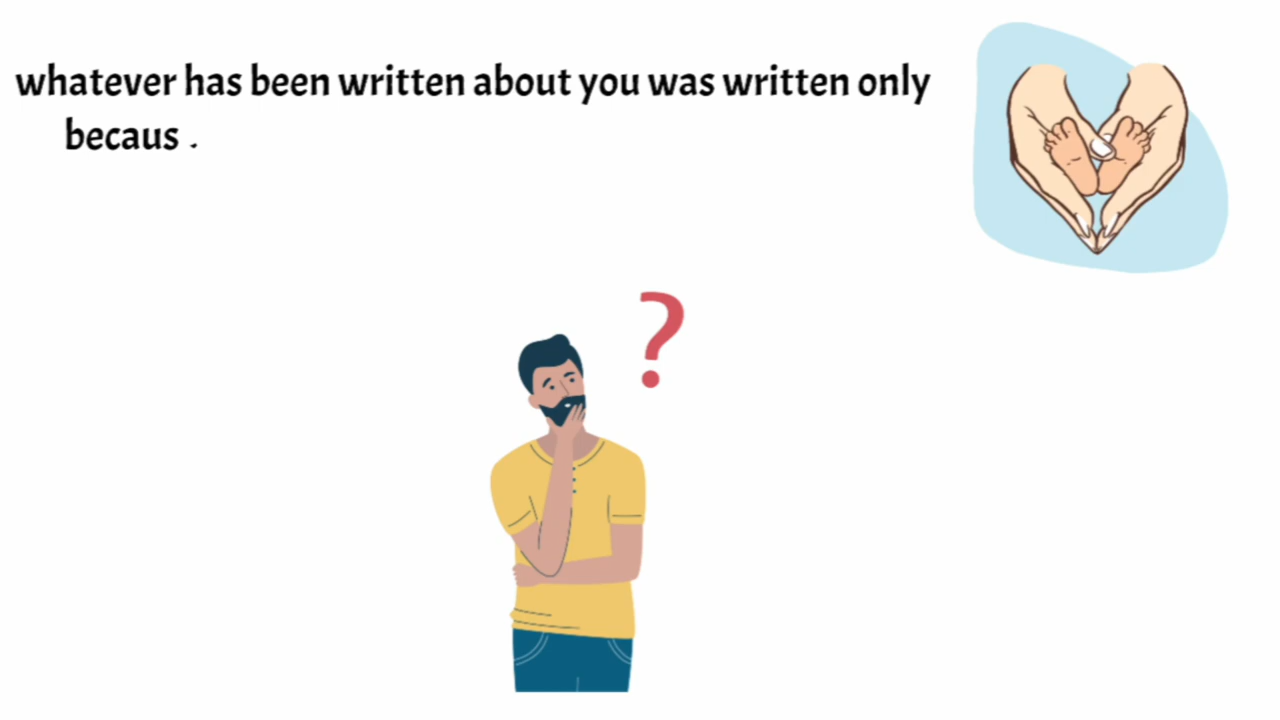 whatever has been written about you was written only
becaus .
?